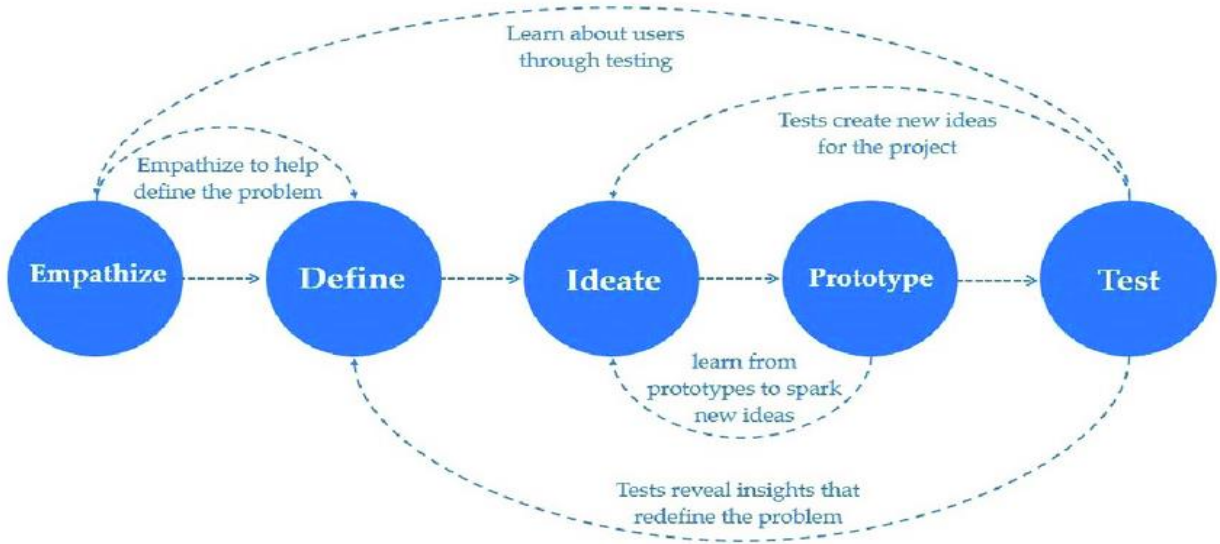 Learn about users
through testing
Tests create new ideas
for the project
Empathize to help
define the problem
Empathize
Define
Ideate
Prototype
Test
learn from
prototypes to spark
new ideas
Tests reveal insights that
redefine the problem